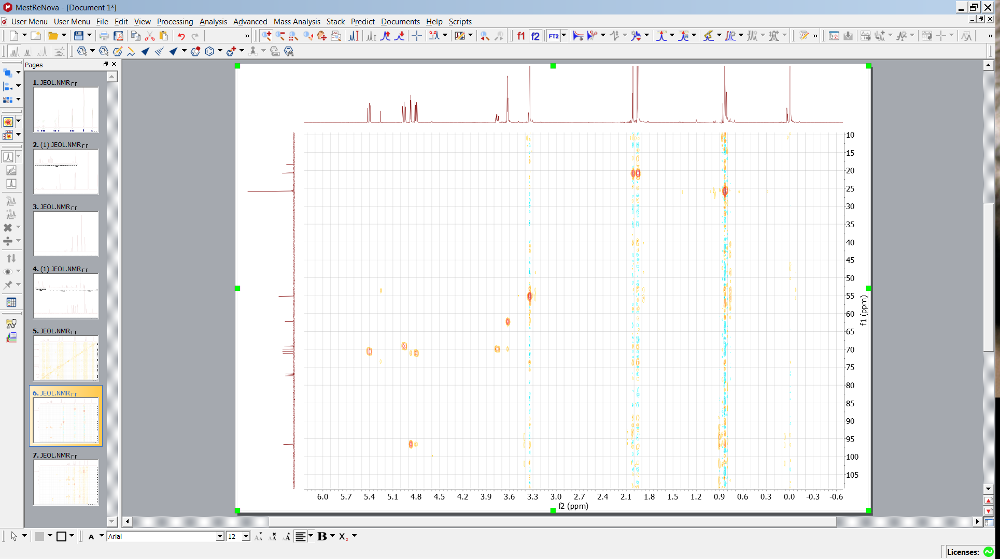 MestReNova - [Document 1*]
User Menu User Menu File Edit View Processing Analysis Advanced Mass Analysis Stack Predict Documents Help Scripts
» f1 f2 FT2 » »
Pages
1. JEOL.NMR┌┌
2. (1) JEOL.NMR┌┌
3. JEOL.NMR┌┌
4. (1) JEOL.NMR┌┌
5. JEOL.NMR┌┌
6. JEOL.NMR┌┌
7. JEOL.NMR┌┌
10
15
20
25
30
35
40
45
50
55
60
65
70
75
80
85
90
95
100
105
f1 (ppm)
6.0 5.7 5.4 5.1 4.8 4.5 4.2 3.9 3.6 3.3 3.0 2.7 2.4 2.1 1.8 1.5 1.2 0.9 0.6 0.3 0.0 -0.3 -0.6
f2 (ppm)
A Arial 12 B X₂
Licenses: